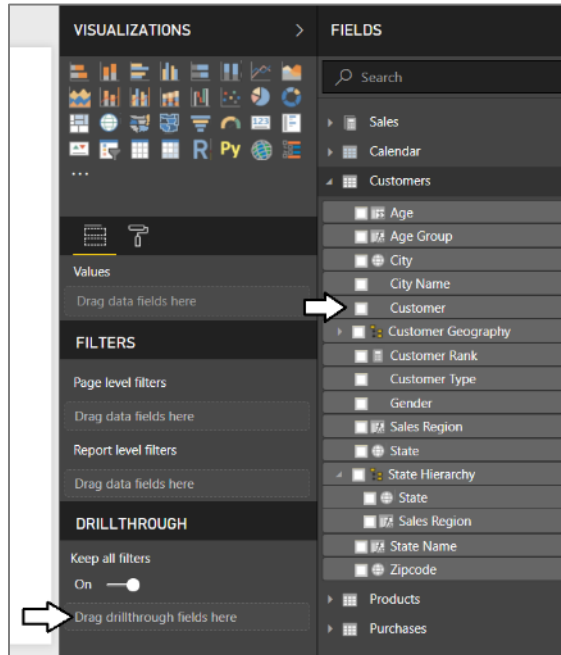 VISUALIZATIONS
>
R
Py
123
...
Values
Drag data fields here
FILTERS
Page level filters
Drag data fields here
Report level filters
Drag data fields here
DRILLTHROUGH
Keep all filters
On
Drag drillthrough fields here
FIELDS
Search
Sales
Calendar
Customers
Age
Age Group
City
City Name
Customer
Customer Geography
Customer Rank
Customer Type
Gender
Sales Region
State
State Hierarchy
State
Sales Region
State Name
Zipcode
Products
Purchases